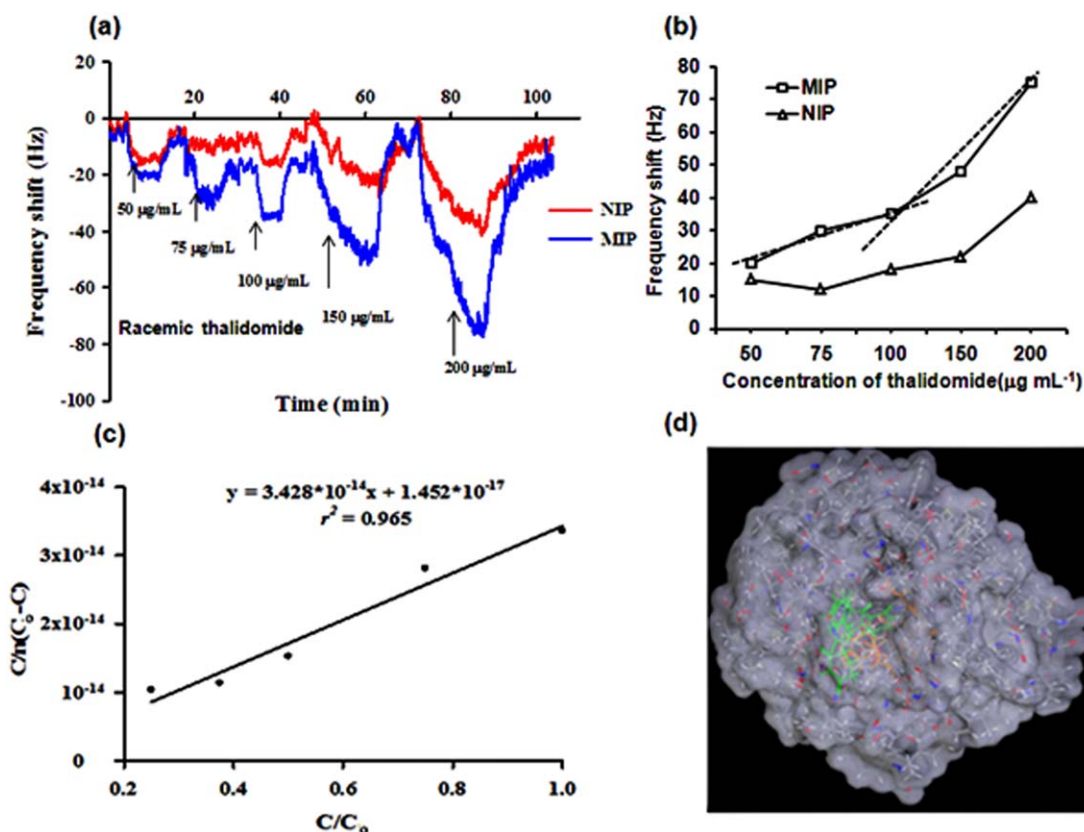 (a)
20 40 60 80 100
0
-20
-40
-60
-80
-100
Frequency shift (Hz)
50 µg/mL
75 µg/mL
100 µg/mL
150 µg/mL
200 µg/mL
NIP
MIP
Racemic thalidomide
Time (min)
(b)
80
70
60
50
40
30
20
10
0
Frequency shift (Hz)
MIP
NIP
50 75 100 150 200
Concentration of thalidomide(µg mL-1)
(c)
y = 3.428*10-14x + 1.452*10-17
r2 = 0.965
4x10-14
3x10-14
2x10-14
1x10-14
0
C/n(Co-C)
0.2 0.4 0.6 0.8 1.0
C/Co
(d)